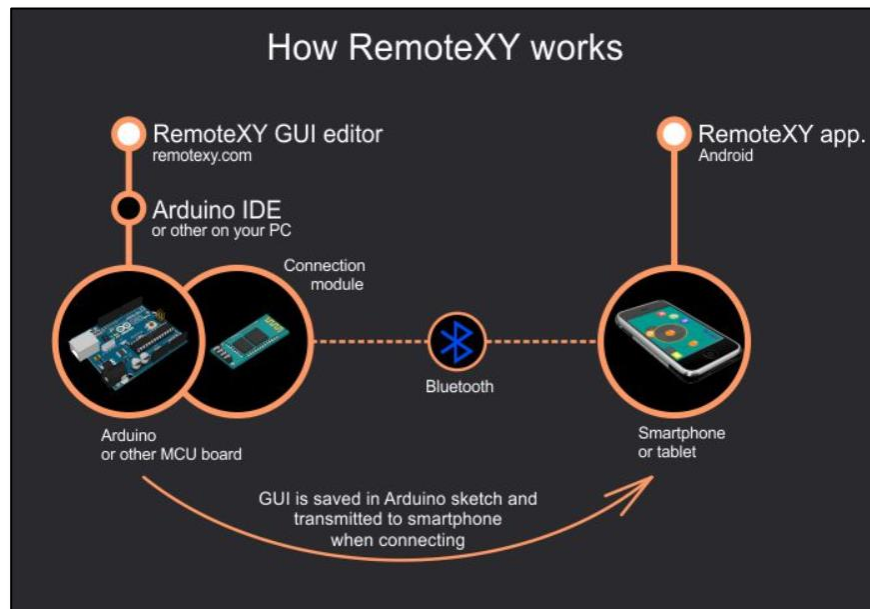 How RemoteXY works
RemoteXY GUI editor
remotexy.com
RemoteXY app.
Android
Arduino IDE
or other on your PC
Connection
module
Bluetooth
Arduino
or other MCU board
Smartphone
or tablet
GUI is saved in Arduino sketch and
transmitted to smartphone
when connecting